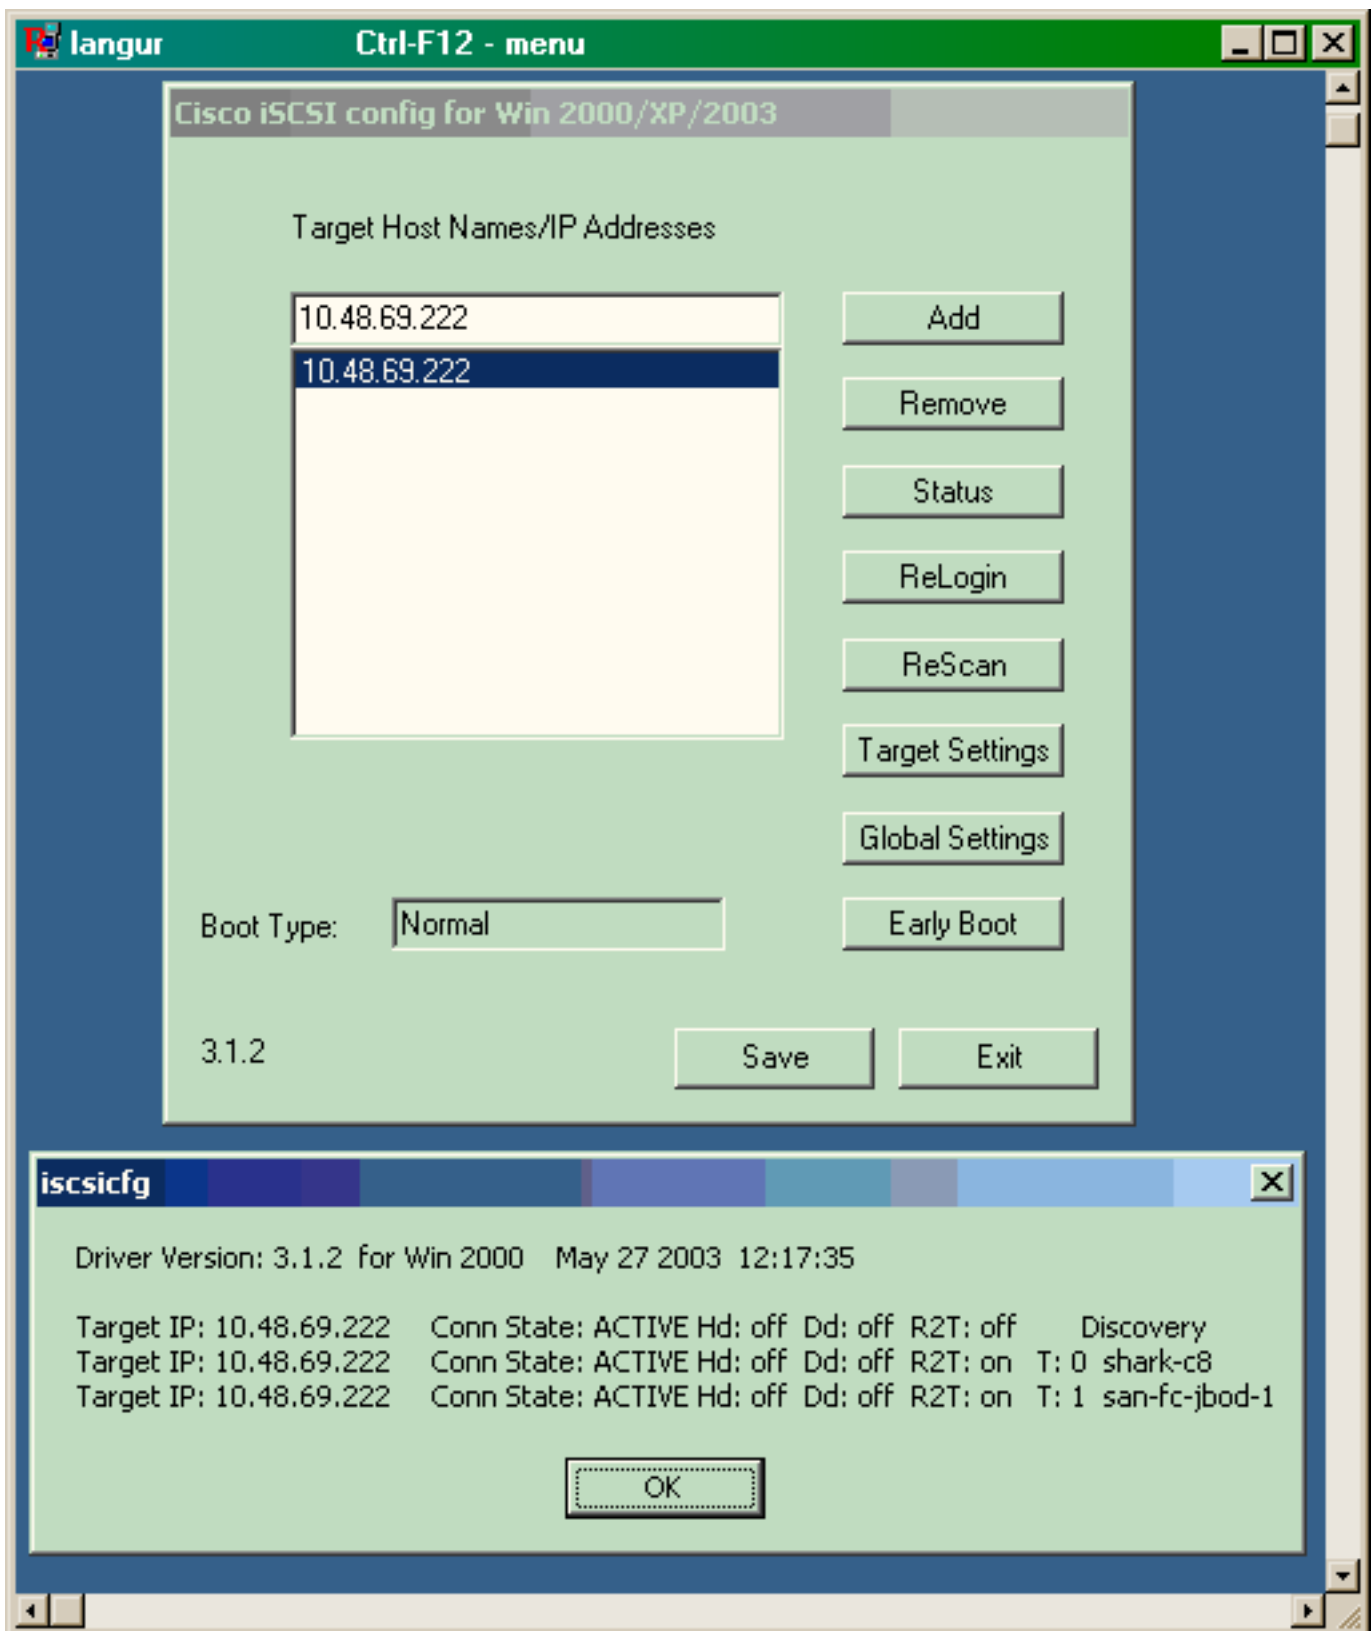 langur Ctrl-F12 - menu
Cisco iSCSI config for Win 2000/XP/2003
Target Host Names/IP Addresses
10.48.69.222
Add
10.48.69.222
Remove
Status
ReLogin
ReScan
Target Settings
Global Settings
Boot Type: Normal
Early Boot
3.1.2
Save
Exit
iscsicfg
Driver Version: 3.1.2 for Win 2000 May 27 2003 12:17:35
Target IP: 10.48.69.222 Conn State: ACTIVE Hd: off Dd: off R2T: off Discovery
Target IP: 10.48.69.222 Conn State: ACTIVE Hd: off Dd: off R2T: on T: 0 shark-c8
Target IP: 10.48.69.222 Conn State: ACTIVE Hd: off Dd: off R2T: on T: 1 san-fc-jbod-1
OK